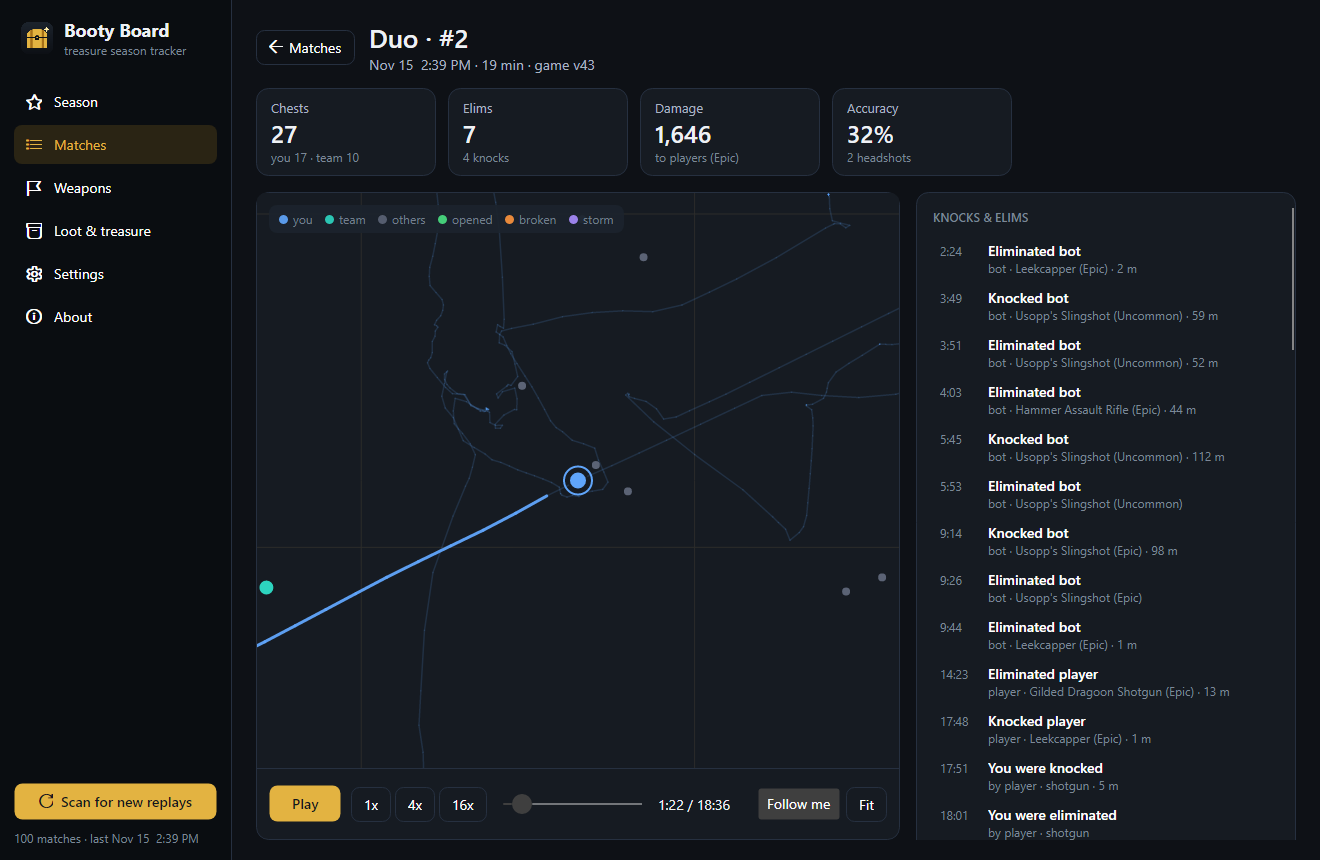 Booty Board
treasure season tracker
Season
Matches
Weapons
Loot & treasure
Settings
About
Scan for new replays
100 matches · last Nov 15 2:39 PM
Matches
Duo · #2
Nov 15 2:39 PM · 19 min · game v43
Chests
27
you 17 · team 10
Elims
7
4 knocks
Damage
1,646
to players (Epic)
Accuracy
32%
2 headshots
you team others opened broken storm
Play 1x 4x 16x 1:22 / 18:36 Follow me Fit
KNOCKS & ELIMS
2:24 Eliminated bot
bot · Leekcapper (Epic) · 2 m
3:49 Knocked bot
bot · Usopp's Slingshot (Uncommon) · 59 m
3:51 Eliminated bot
bot · Usopp's Slingshot (Uncommon) · 52 m
4:03 Eliminated bot
bot · Hammer Assault Rifle (Epic) · 44 m
5:45 Knocked bot
bot · Usopp's Slingshot (Uncommon) · 112 m
5:53 Eliminated bot
bot · Usopp's Slingshot (Uncommon)
9:14 Knocked bot
bot · Usopp's Slingshot (Epic) · 98 m
9:26 Eliminated bot
bot · Usopp's Slingshot (Epic)
9:44 Eliminated bot
bot · Leekcapper (Epic) · 1 m
14:23 Eliminated player
player · Gilded Dragoon Shotgun (Epic) · 13 m
17:48 Knocked player
player · Leekcapper (Epic) · 1 m
17:51 You were knocked
by player · shotgun · 5 m
18:01 You were eliminated
by player · shotgun